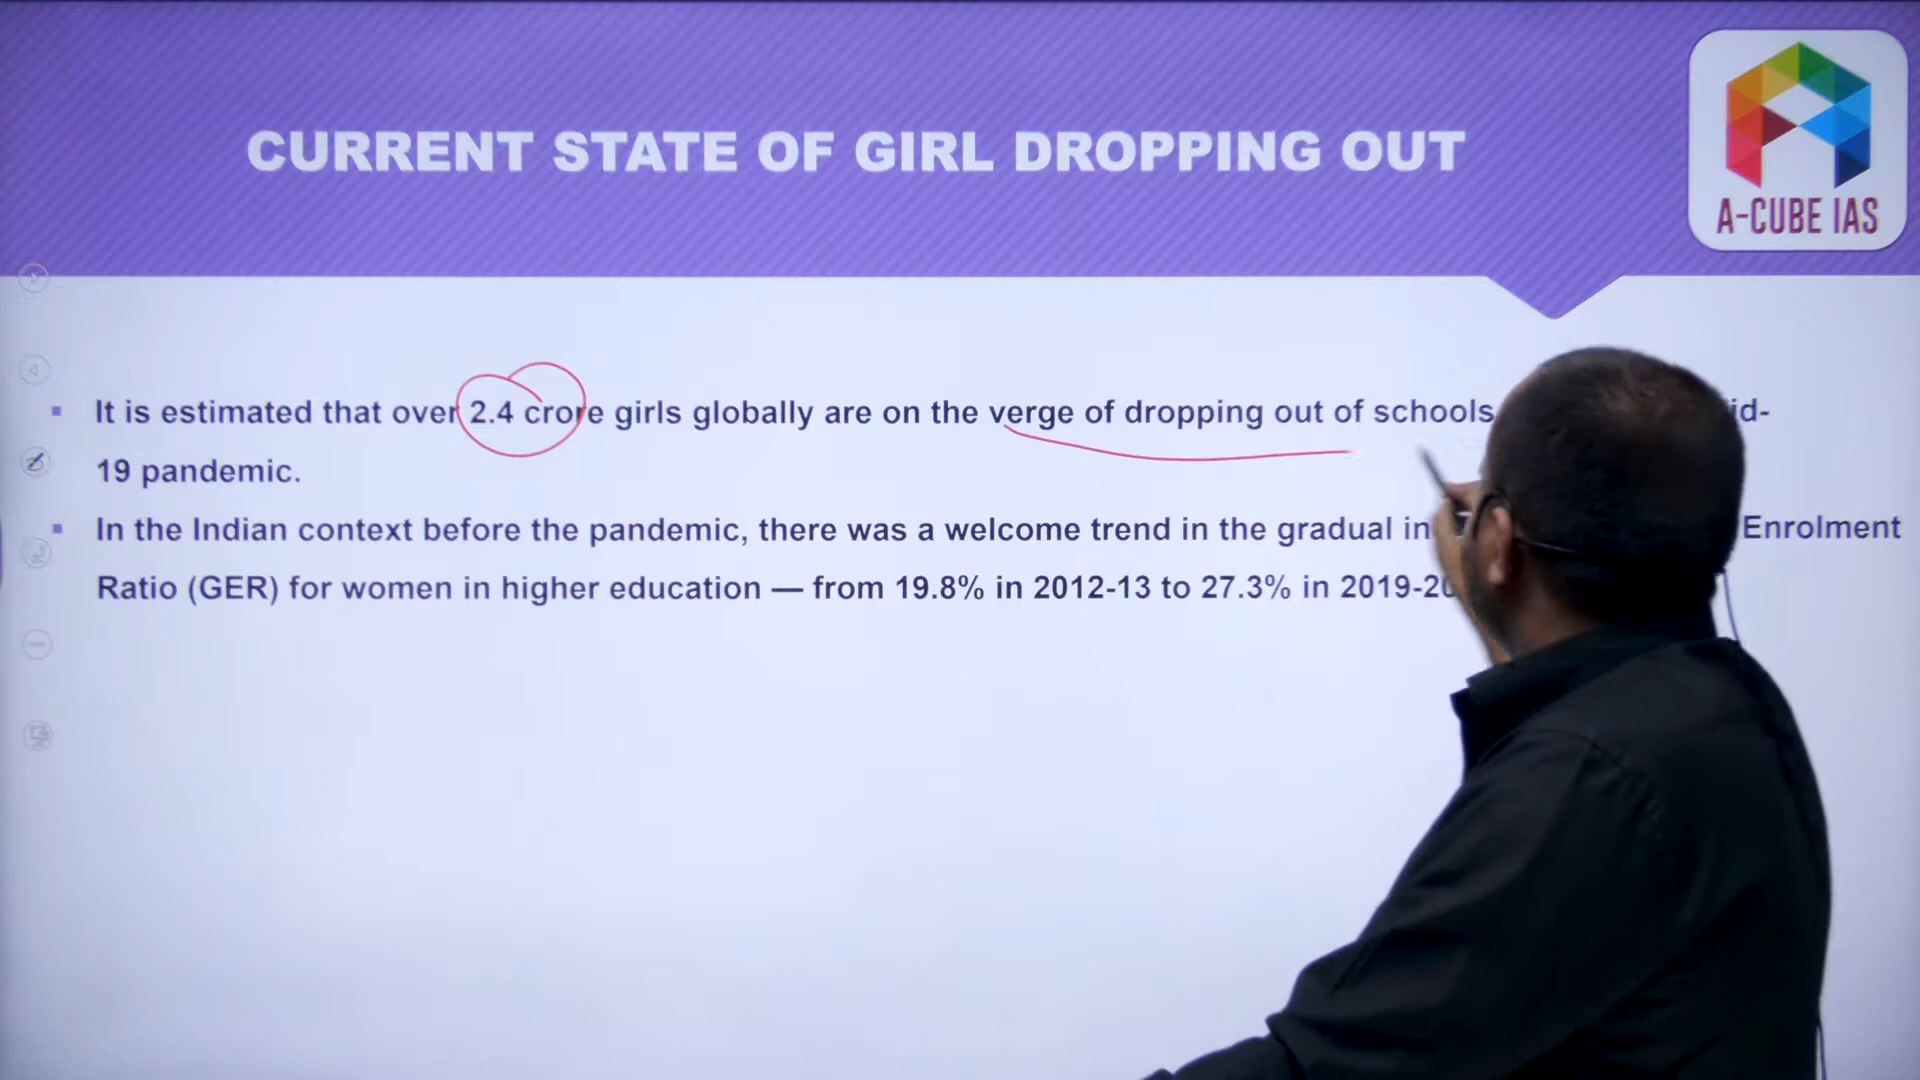 CURRENT STATE OF GIRL DROPPING OUT
A-CUBE IAS
It is estimated that over 2.4 crore girls globally are on the verge of dropping out of schools
19 pandemic.
In the Indian context before the pandemic, there was a welcome trend in the gradual Enrolment
Ratio (GER) for women in higher education — from 19.8% in 2012-13 to 27.3% in